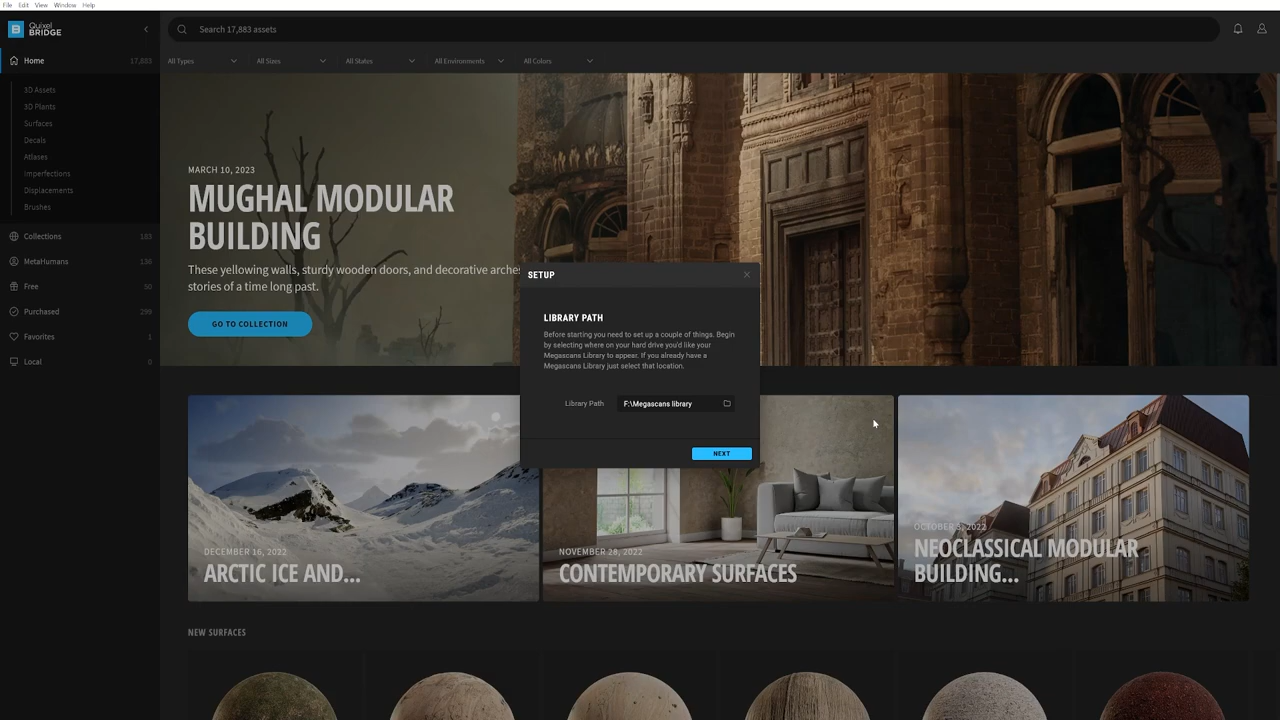 File Edit View Window Help
Quixel
BRIDGE
Search 17,883 assets
Home 17,883
All Types All Sizes All States All Environments All Colors
3D Assets
3D Plants
Surfaces
Decals
Atlases
Imperfections
Displacements
Brushes
Collections 183
MetaHumans 136
Free 50
Purchased 299
Favorites 1
Local 0
MARCH 10, 2023
MUGHAL MODULAR
BUILDING
These yellowing walls, sturdy wooden doors, and decorative arches
stories of a time long past.
GO TO COLLECTION
SETUP
LIBRARY PATH
Before starting you need to set up a couple of things. Begin
by selecting where on your hard drive you'd like your
Megascans Library to appear. If you already have a
Megascans Library just select that location.
Library Path F:\Megascans library
NEXT
DECEMBER 16, 2022
ARCTIC ICE AND...
NOVEMBER 28, 2022
CONTEMPORARY SURFACES
OCTOBER 3, 2022
NEOCLASSICAL MODULAR
BUILDING...
NEW SURFACES